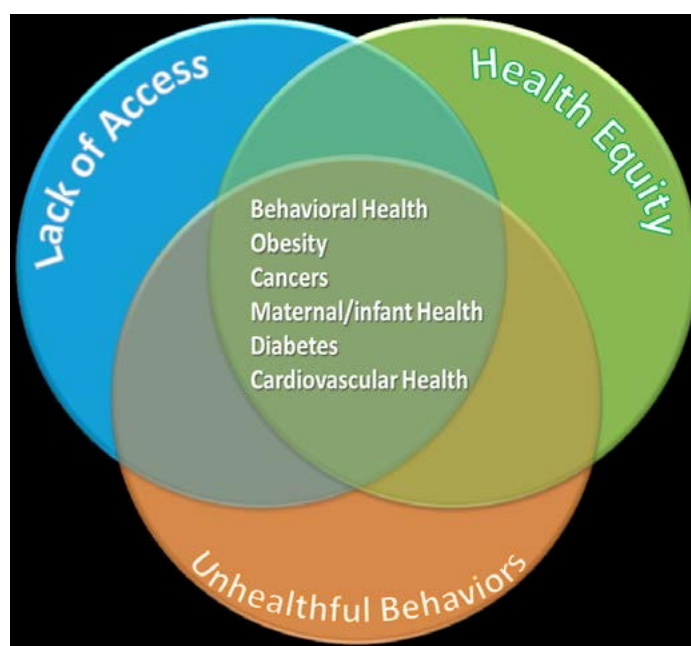 Lack of Access
Health Equity
Behavioral Health
Obesity
Cancers
Maternal/infant Health
Diabetes
Cardiovascular Health
Unhealthful Behaviors